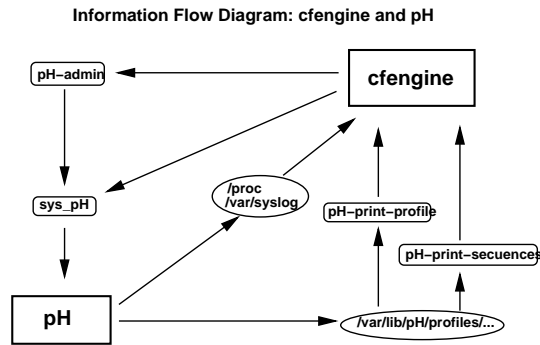 Information Flow Diagram: cfengine and pH
pH-admin
cfengine
/proc
/var/syslog
sys_pH
pH-print-profile
pH-print-secuences
pH
/var/lib/pH/profiles/...